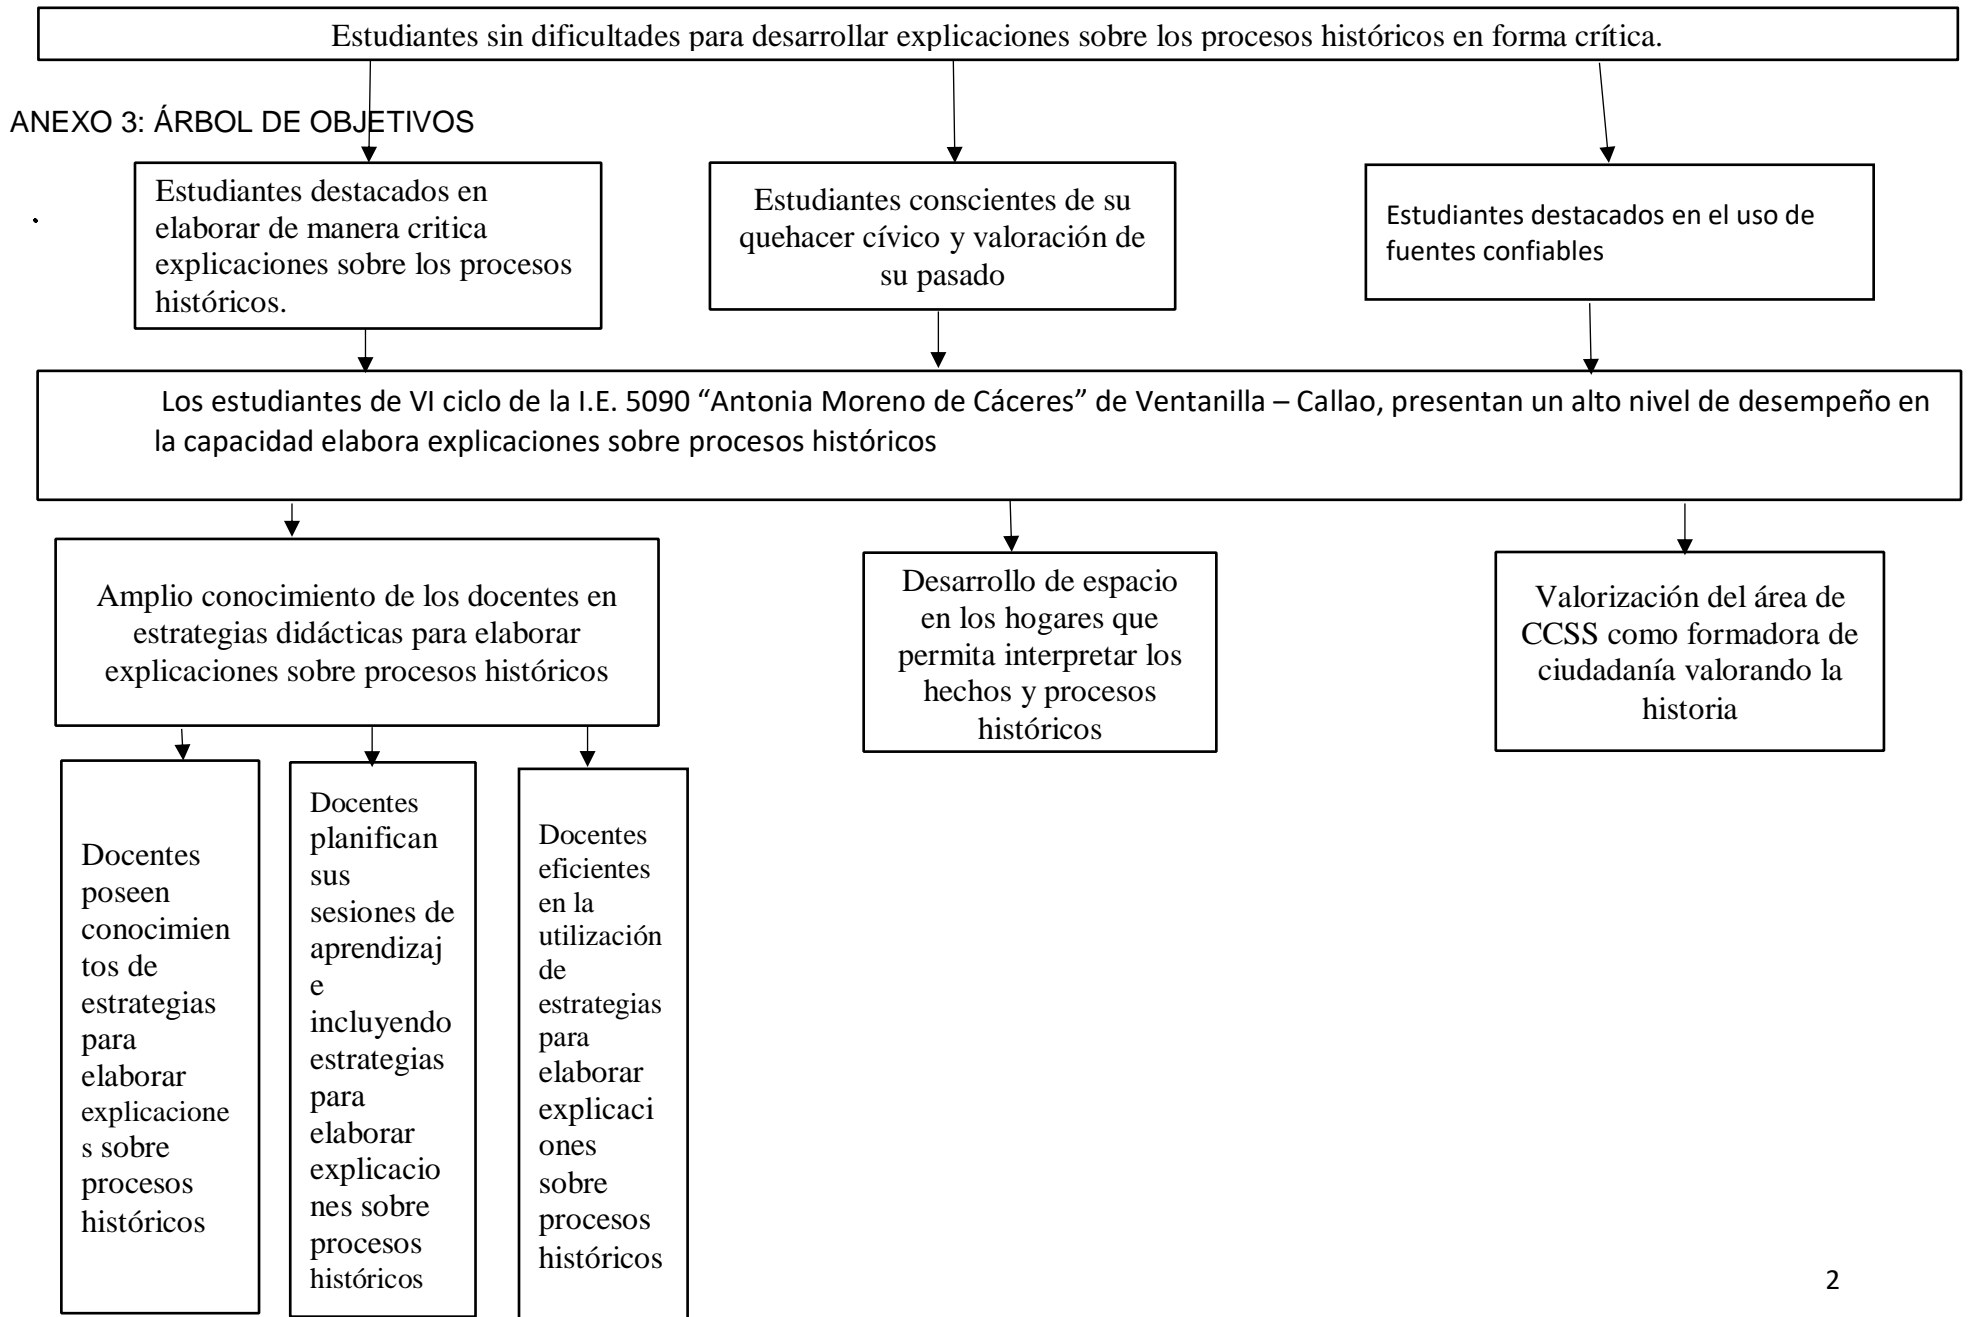 Estudiantes sin dificultades para desarrollar explicaciones sobre los procesos históricos en forma crítica.
ANEXO 3: ÁRBOL DE OBJETIVOS
.
Estudiantes destacados en
elaborar de manera critica
explicaciones sobre los procesos
históricos.
Estudiantes conscientes de su
quehacer cívico y valoración de
su pasado
Estudiantes destacados en el uso de
fuentes confiables
Los estudiantes de VI ciclo de la I.E. 5090 “Antonia Moreno de Cáceres” de Ventanilla – Callao, presentan un alto nivel de desempeño en
la capacidad elabora explicaciones sobre procesos históricos
Amplio conocimiento de los docentes en
estrategias didácticas para elaborar
explicaciones sobre procesos históricos
Desarrollo de espacio
en los hogares que
permita interpretar los
hechos y procesos
históricos
Valorización del área de
CCSS como formadora de
ciudadanía valorando la
historia
Docentes
poseen
conocimien
tos de
estrategias
para
elaborar
explicacione
s sobre
procesos
históricos
Docentes
planifican
sus
sesiones de
aprendizaj
e
incluyendo
estrategias
para
elaborar
explicacio
nes sobre
procesos
históricos
Docentes
eficientes
en la
utilización
de
estrategias
para
elaborar
explicaci
ones
sobre
procesos
históricos
2